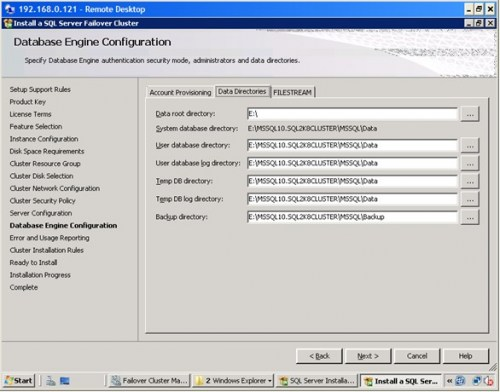 192.168.0.121 - Remote Desktop
Install a SQL Server Failover Cluster
Database Engine Configuration
Specify Database Engine authentication security mode, administrators and data directories.
Setup Support Rules
Product Key
License Terms
Feature Selection
Instance Configuration
Disk Space Requirements
Cluster Resource Group
Cluster Disk Selection
Cluster Network Configuration
Cluster Security Policy
Server Configuration
Database Engine Configuration
Error and Usage Reporting
Cluster Installation Rules
Ready to Install
Installation Progress
Complete
Account Provisioning Data Directories FILESTREAM
Data root directory: E:\ ...
System database directory: E:\MSSQL10.SQL2K8CLUSTER\MSSQL\Data
User database directory: E:\MSSQL10.SQL2K8CLUSTER\MSSQL\Data ...
User database log directory: E:\MSSQL10.SQL2K8CLUSTER\MSSQL\Data ...
Temp DB directory: E:\MSSQL10.SQL2K8CLUSTER\MSSQL\Data ...
Temp DB log directory: E:\MSSQL10.SQL2K8CLUSTER\MSSQL\Data ...
Backup directory: E:\MSSQL10.SQL2K8CLUSTER\MSSQL\Backup ...
< Back Next > Cancel Help
Start Failover Cluster Ma... 2 Windows Explorer SQL Server Installa... Install a SQL Ser... «